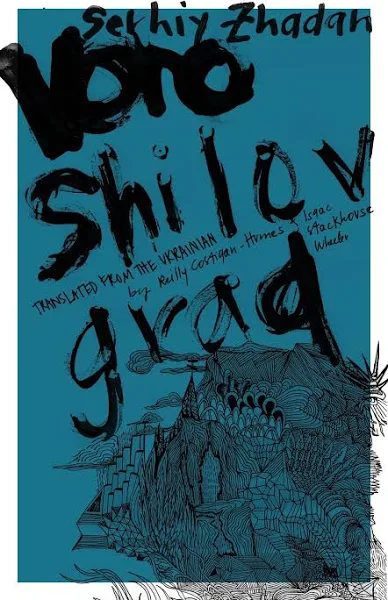 Serhiy Zhadan
Voro
shilov
grad
TRANSLATED FROM THE UKRAINIAN
by Reilly Costigan-Humes & Isaac
Stackhouse
Wheeler